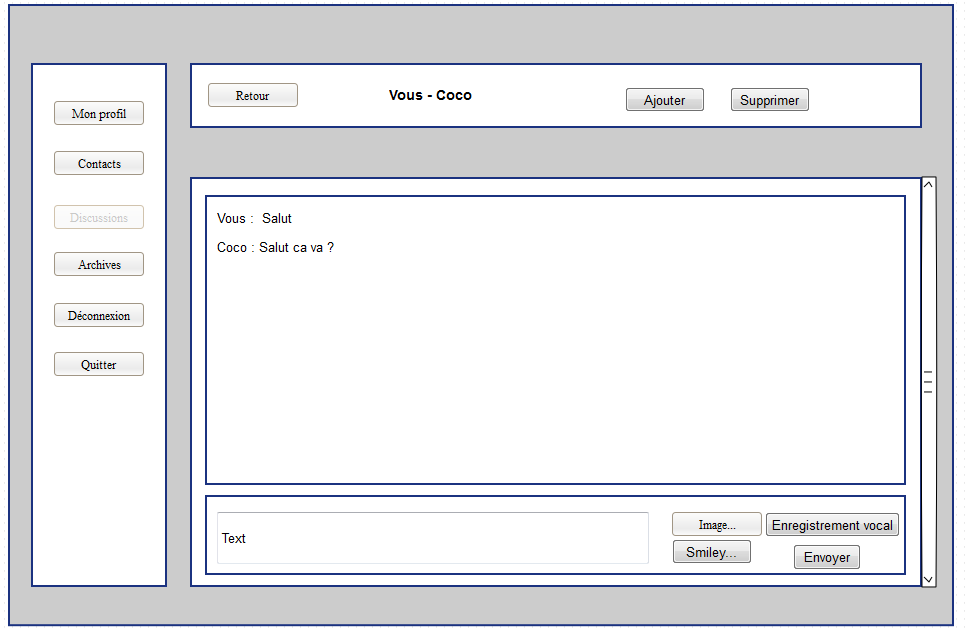 Mon profil
Contacts
Discussions
Archives
Déconnexion
Quitter
Retour
Vous - Coco
Ajouter
Supprimer
Vous :  Salut
Coco : Salut ca va ?
Text
Image...
Enregistrement vocal
Smiley...
Envoyer